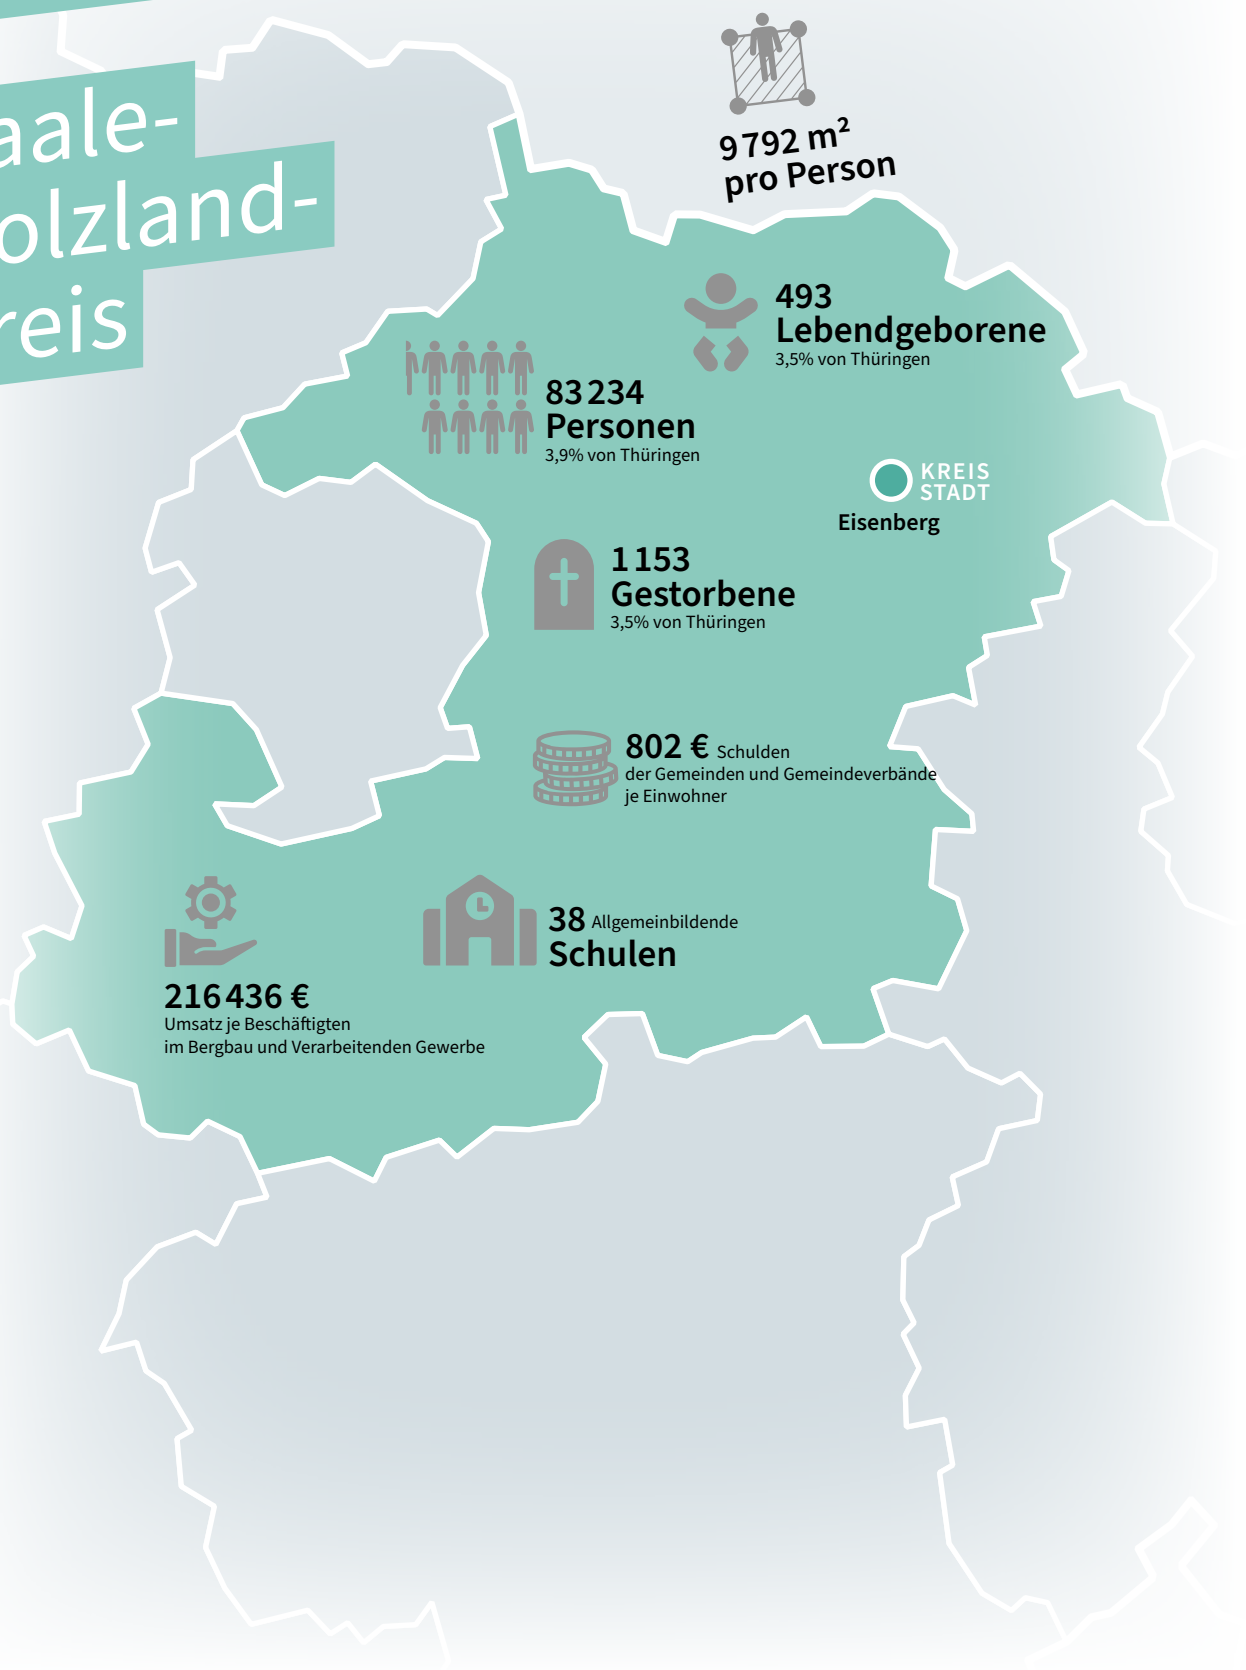 aale-
olzland-
reis
9 792 m²
pro Person
493
Lebendgeborene
3,5% von Thüringen
83 234
Personen
3,9% von Thüringen
KREIS
STADT
Eisenberg
1 153
Gestorbene
3,5% von Thüringen
802 € Schulden
der Gemeinden und Gemeindeverbände
je Einwohner
38 Allgemeinbildende
Schulen
216 436 €
Umsatz je Beschäftigten
im Bergbau und Verarbeitenden Gewerbe